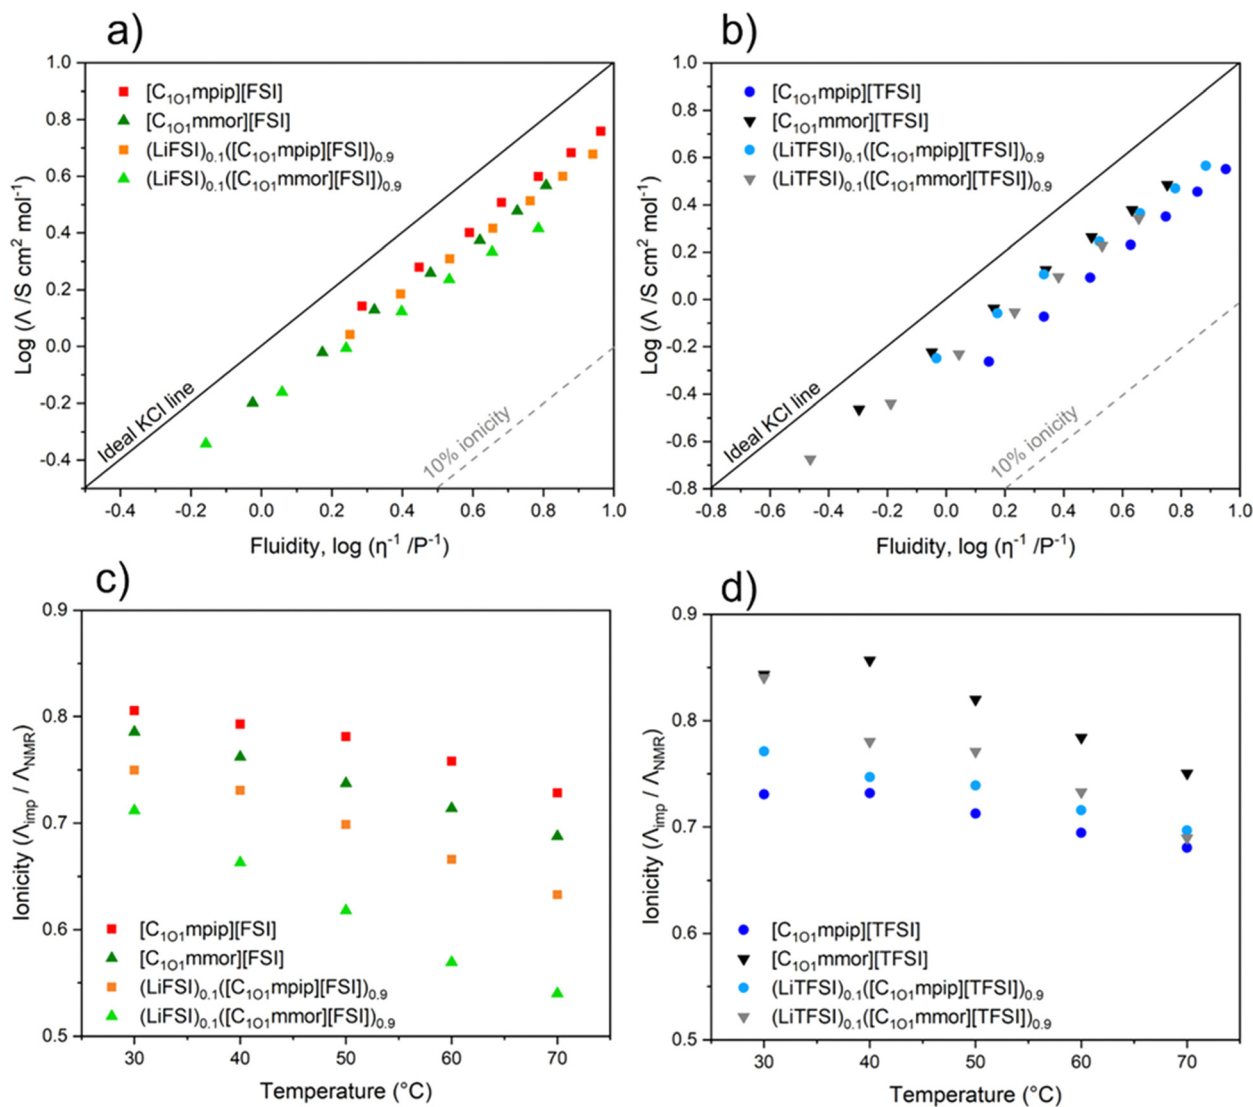 a)
1.0
0.8
0.6
0.4
0.2
0.0
-0.2
-0.4
Log (Λ /S cm² mol⁻¹)
[C₁O₁mpip][FSI]
[C₁O₁mmor][FSI]
(LiFSI)₀.₁([C₁O₁mpip][FSI])₀.₉
(LiFSI)₀.₁([C₁O₁mmor][FSI])₀.₉
Ideal KCl line
10% ionicity
-0.4 -0.2 0.0 0.2 0.4 0.6 0.8 1.0
Fluidity, log (η⁻¹ /P⁻¹)
b)
1.0
0.8
0.6
0.4
0.2
0.0
-0.2
-0.4
-0.6
-0.8
Log (Λ /S cm² mol⁻¹)
[C₁O₁mpip][TFSI]
[C₁O₁mmor][TFSI]
(LiTFSI)₀.₁([C₁O₁mpip][TFSI])₀.₉
(LiTFSI)₀.₁([C₁O₁mmor][TFSI])₀.₉
Ideal KCl line
10% ionicity
-0.8 -0.6 -0.4 -0.2 0.0 0.2 0.4 0.6 0.8 1.0
Fluidity, log (η⁻¹ /P⁻¹)
c)
0.9
0.8
0.7
0.6
0.5
Ionicity (Λimp / ΛNMR)
[C₁O₁mpip][FSI]
[C₁O₁mmor][FSI]
(LiFSI)₀.₁([C₁O₁mpip][FSI])₀.₉
(LiFSI)₀.₁([C₁O₁mmor][FSI])₀.₉
30 40 50 60 70
Temperature (°C)
d)
0.9
0.8
0.7
0.6
0.5
Ionicity (Λimp / ΛNMR)
[C₁O₁mpip][TFSI]
[C₁O₁mmor][TFSI]
(LiTFSI)₀.₁([C₁O₁mpip][TFSI])₀.₉
(LiTFSI)₀.₁([C₁O₁mmor][TFSI])₀.₉
30 40 50 60 70
Temperature (°C)